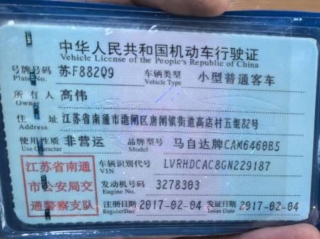 中华人民共和国机动车行驶证
Vehicle License of the People's Republic of China
号牌号码 苏F88209 车辆类型 小型普通客车
Plate No. Vehicle Type
所有人 高伟
Owner
住址 江苏省南通市港闸区唐闸镇街道高店村五组82号
Address
使用性质 非营运 品牌型号 马自达牌CAM6460B5
Use Character Model
江苏省南通 车辆识别代号 LVRHDCAC8GN229187
VIN
市公安局交 发动机号码 3278303
Engine No.
通警察支队 注册日期 2017-02-04 发证日期 2017-02-04
Register Date Issue Date